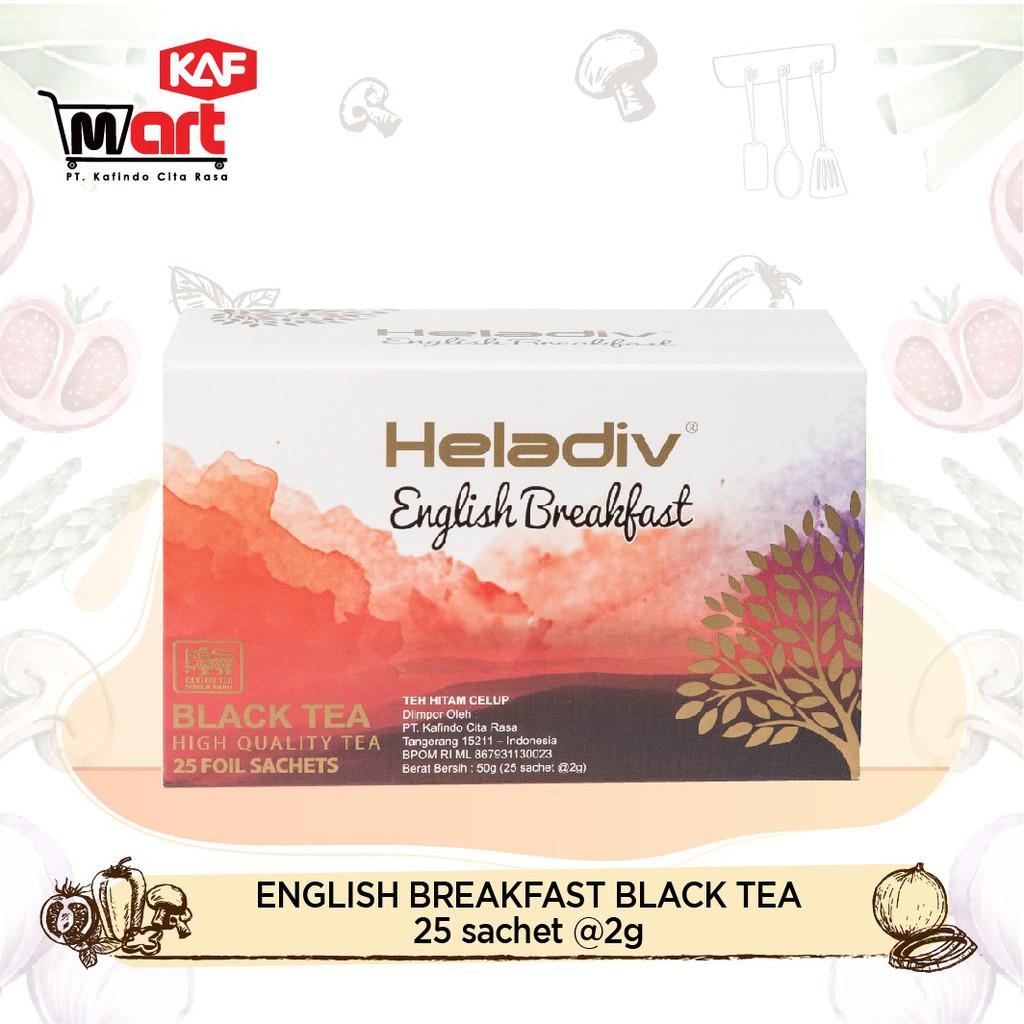 KAF
Mart
PT. Kafindo Cita Rasa
Heladiv
English Breakfast
Heladiv®
English Breakfast
CEYLON TEA
BLACK TEA
HIGH QUALITY TEA
25 FOIL SACHETS
TEH HITAM CELUP
Diimpor Oleh
PT. Kafindo Cita Rasa
Tangerang 15211 – Indonesia
BPOM RI ML 867931130023
Berat Bersih : 50g (25 sachet @2g)
ENGLISH BREAKFAST BLACK TEA
25 sachet @2g